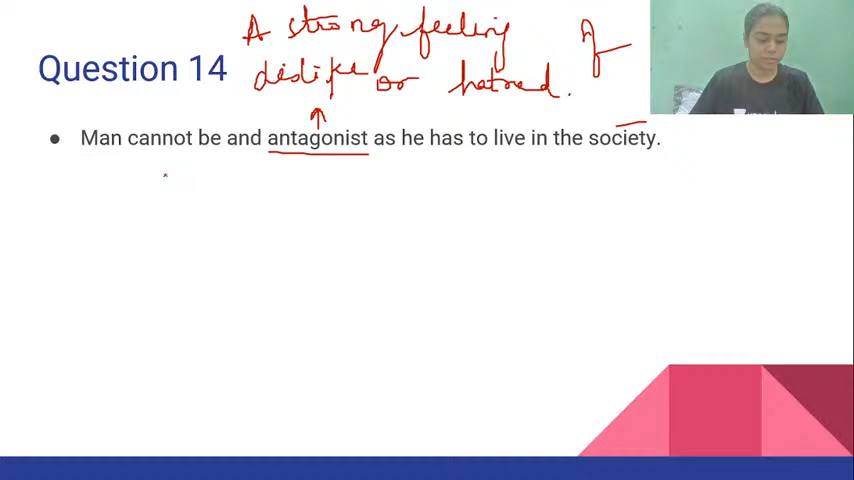 A strong feeling of
dislike or hatred.
Question 14
● Man cannot be and antagonist as he has to live in the society.